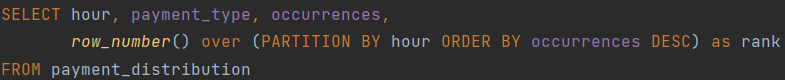 SELECT hour, payment_type, occurrences,
row_number() over (PARTITION BY hour ORDER BY occurrences DESC) as rank
FROM payment_distribution